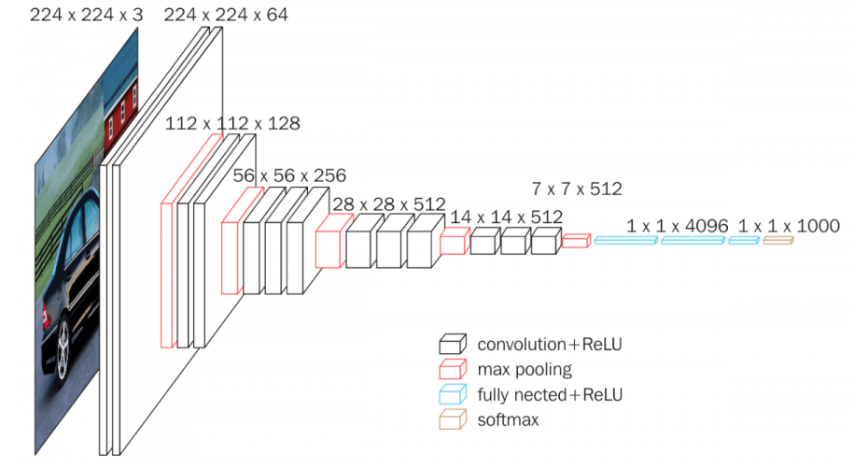 224 x 224 x 3
224 x 224 x 64
112 x 112 x 128
56 x 56 x 256
28 x 28 x 512
14 x 14 x 512
7 x 7 x 512
1 x 1 x 4096
1 x 1 x 1000
convolution+ReLU
max pooling
fully nected+ReLU
softmax